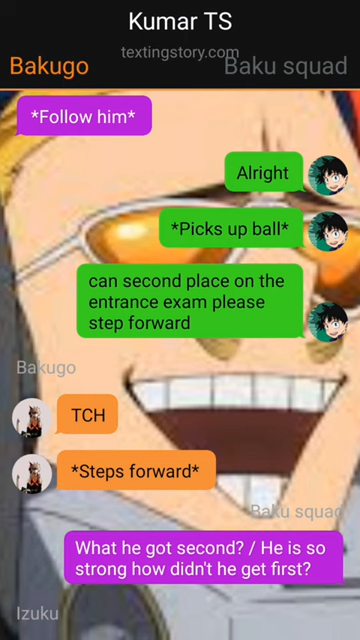 Kumar TS
textingstory.com
Bakugo
Baku squad
*Follow him*
Alright
*Picks up ball*
can second place on the
entrance exam please
step forward
Bakugo
TCH
*Steps forward*
Baku squad
What he got second? / He is so
strong how didn't he get first?
Izuku